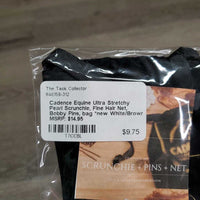 The Tack Collector
Cadence Equine Ultra Stretchy
Pearl Scrunchie, Fine Hair Net,
Bobby Pins, bag *new White/Brown
MSRP: $14.95
$9.75
SCRUNCHIE + PINS + NET